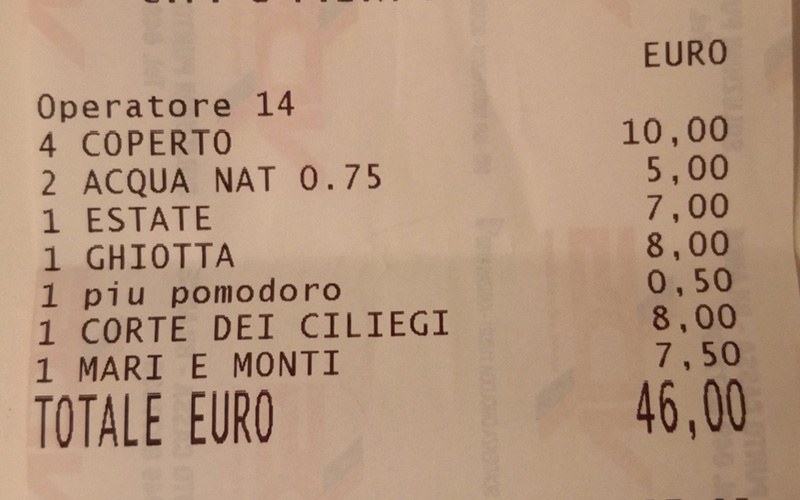 EURO
Operatore 14
4 COPERTO 10,00
2 ACQUA NAT 0.75 5,00
1 ESTATE 7,00
1 GHIOTTA 8,00
1 piu pomodoro 0,50
1 CORTE DEI CILIEGI 8,00
1 MARI E MONTI 7,50
TOTALE EURO 46,00